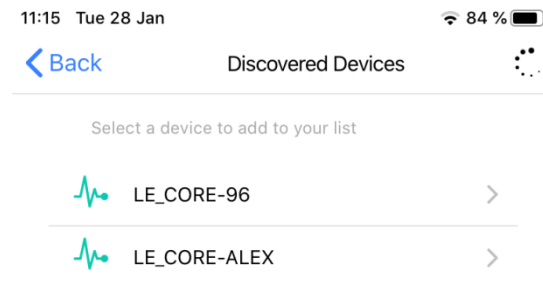 11:15 Tue 28 Jan 84 %
Back Discovered Devices
Select a device to add to your list
LE_CORE-96
LE_CORE-ALEX